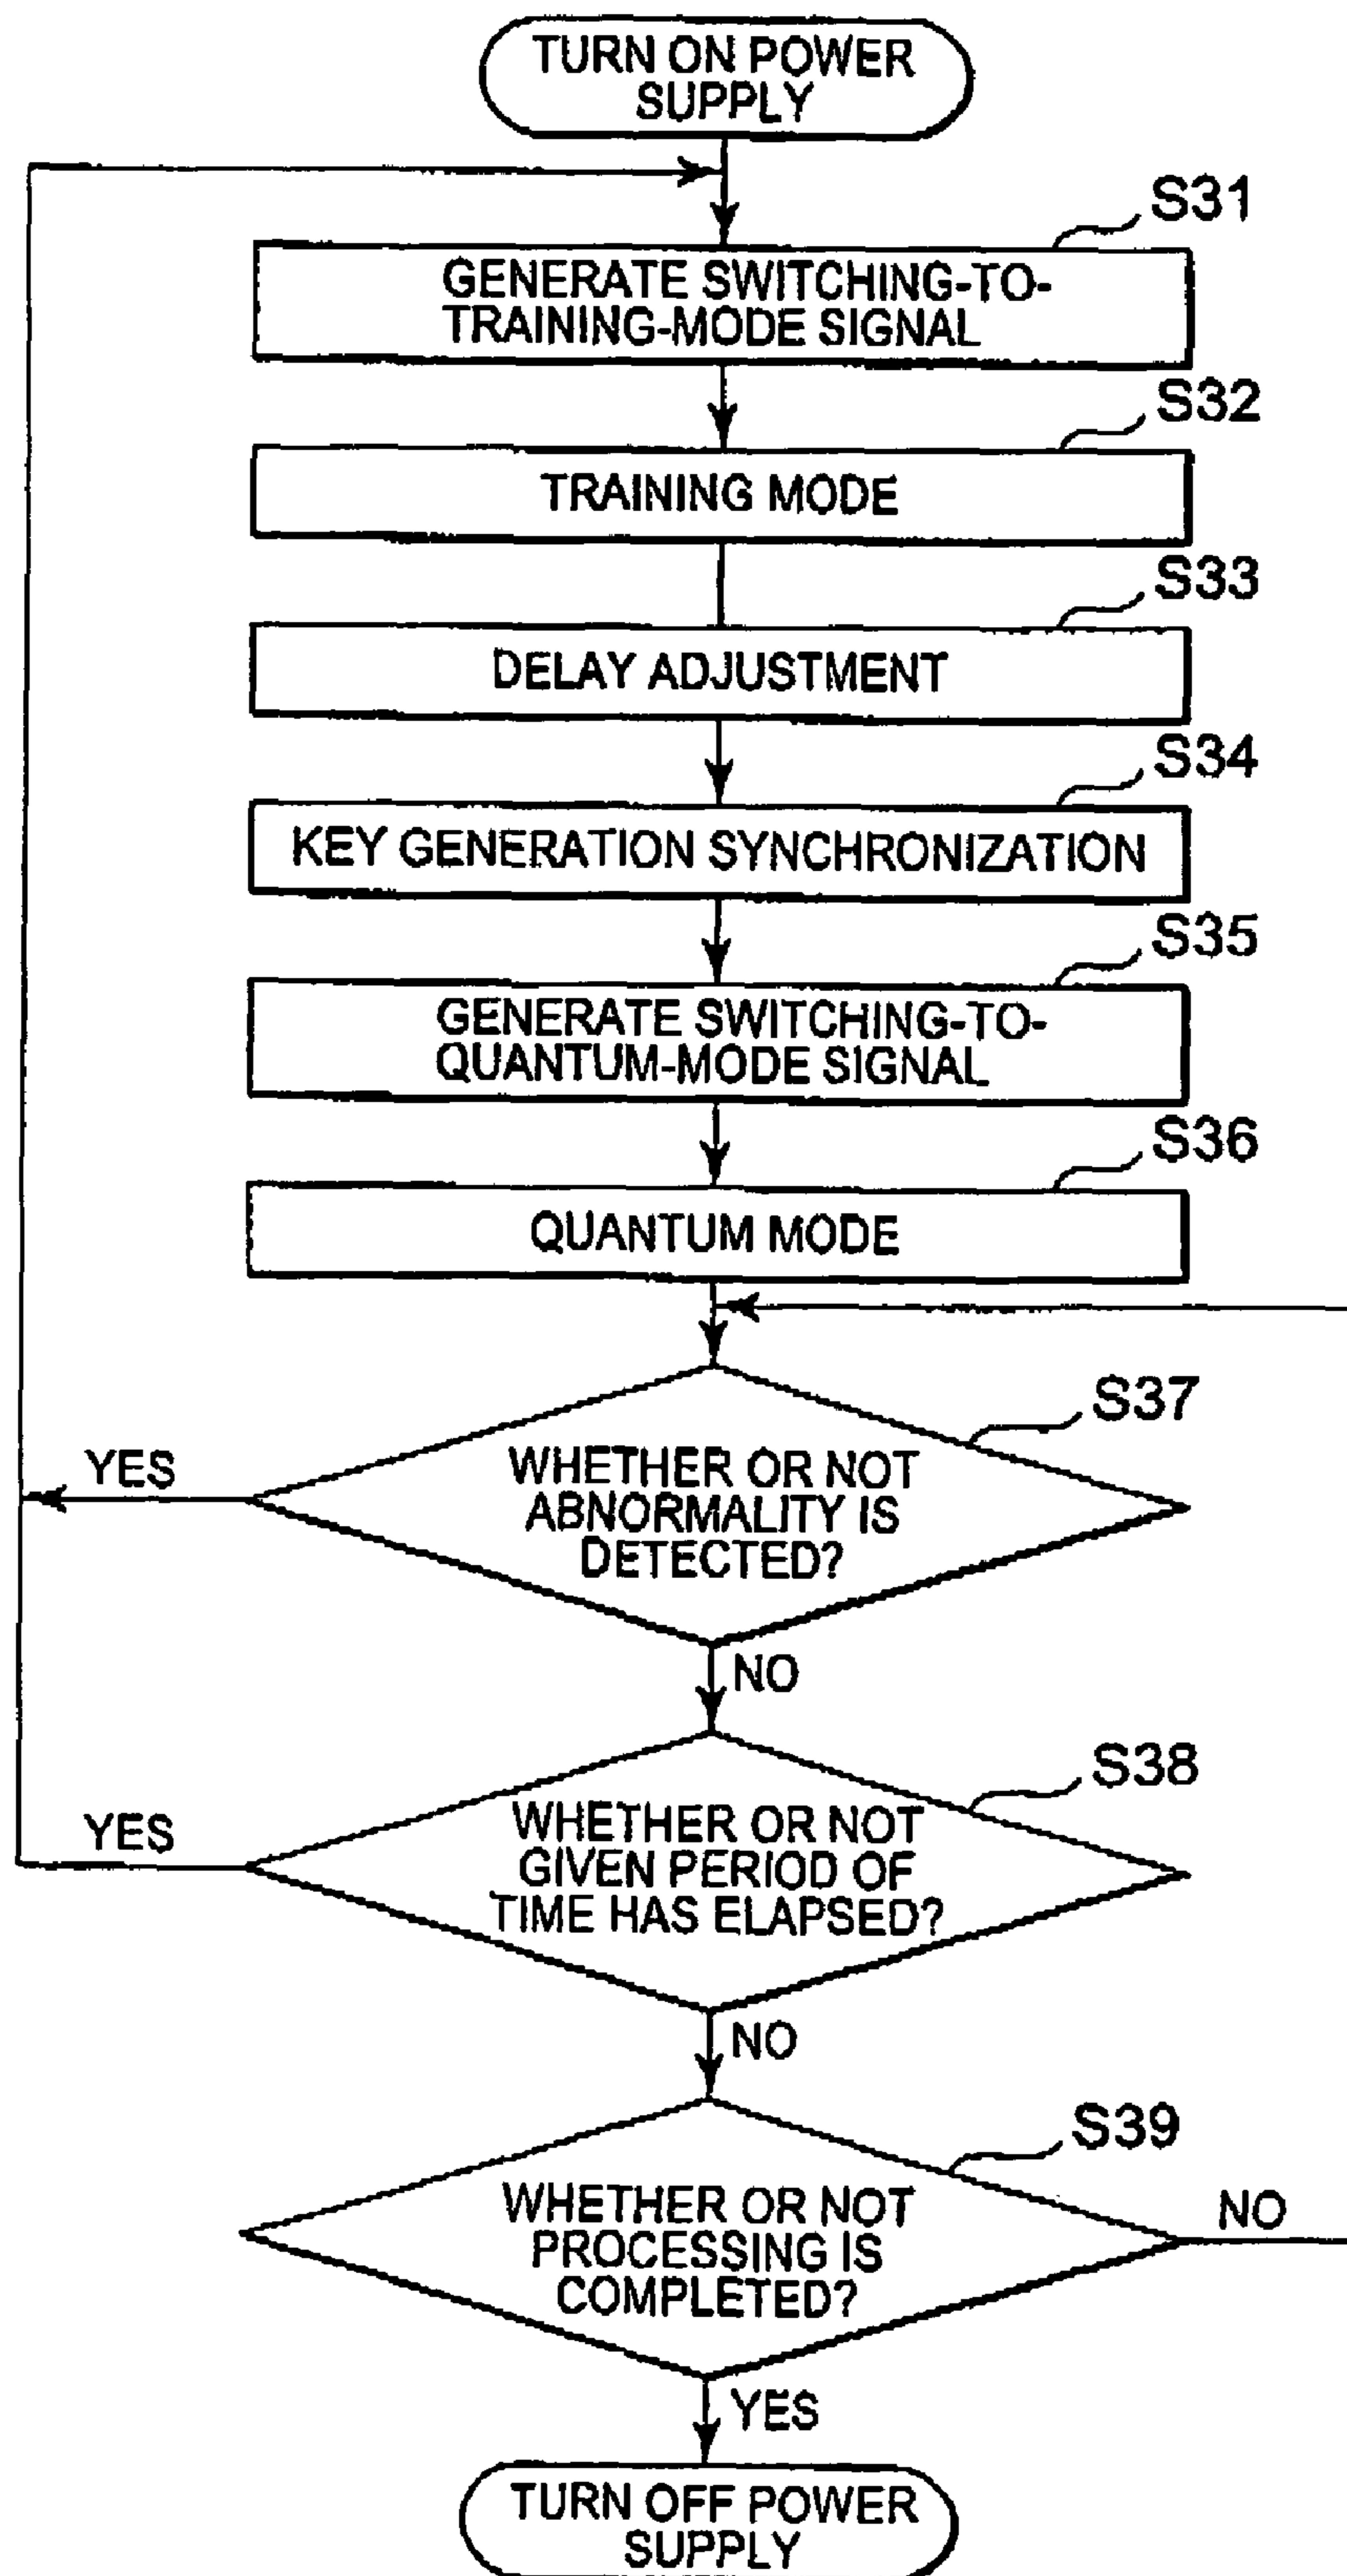 TURN ON POWER
SUPPLY
S31
GENERATE SWITCHING-TO-
TRAINING-MODE SIGNAL
S32
TRAINING MODE
S33
DELAY ADJUSTMENT
S34
KEY GENERATION SYNCHRONIZATION
S35
GENERATE SWITCHING-TO-
QUANTUM-MODE SIGNAL
S36
QUANTUM MODE
S37
YES
WHETHER OR NOT
ABNORMALITY IS
DETECTED?
NO
S38
YES
WHETHER OR NOT
GIVEN PERIOD OF
TIME HAS ELAPSED?
NO
S39
WHETHER OR NOT
PROCESSING IS
COMPLETED?
NO
YES
TURN OFF POWER
SUPPLY